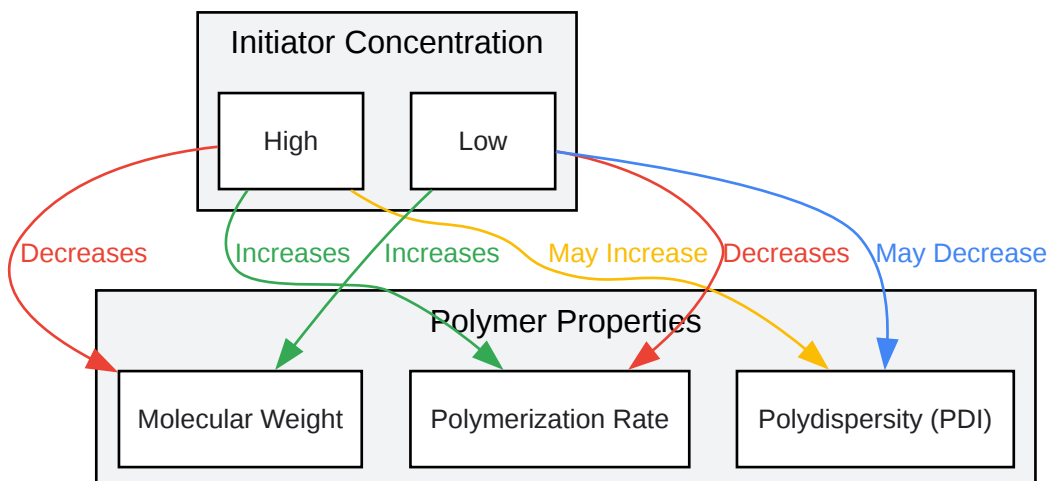 Initiator Concentration
High
Low
Decreases
Increases
Increases
May Increase
Decreases
May Decrease
Polymer Properties
Molecular Weight
Polymerization Rate
Polydispersity (PDI)